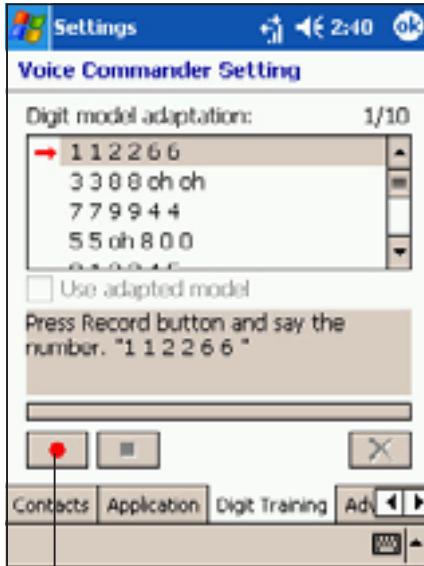 Settings 2:40 ok
Voice Commander Setting
Digit model adaptation: 1/10
1 1 2 2 6 6
3 3 8 8 oh oh
7 7 9 9 4 4
5 5 oh 8 0 0
Use adapted model
Press Record button and say the
number. "1 1 2 2 6 6 "
Contacts Application Digit Training Adv